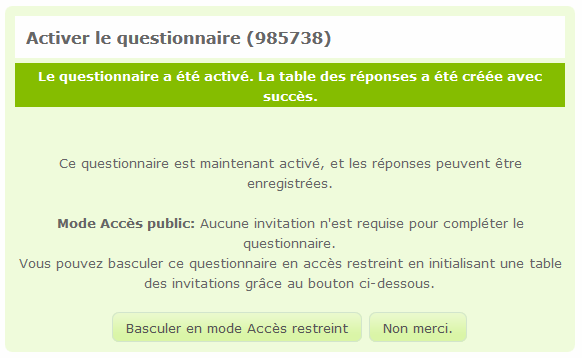 Activer le questionnaire (985738)
Le questionnaire a été activé. La table des réponses a été créée avec
succès.
Ce questionnaire est maintenant activé, et les réponses peuvent être
enregistrées.
Mode Accès public: Aucune invitation n'est requise pour compléter le
questionnaire.
Vous pouvez basculer ce questionnaire en accès restreint en initialisant une table
des invitations grâce au bouton ci-dessous.
Basculer en mode Accès restreint Non merci.